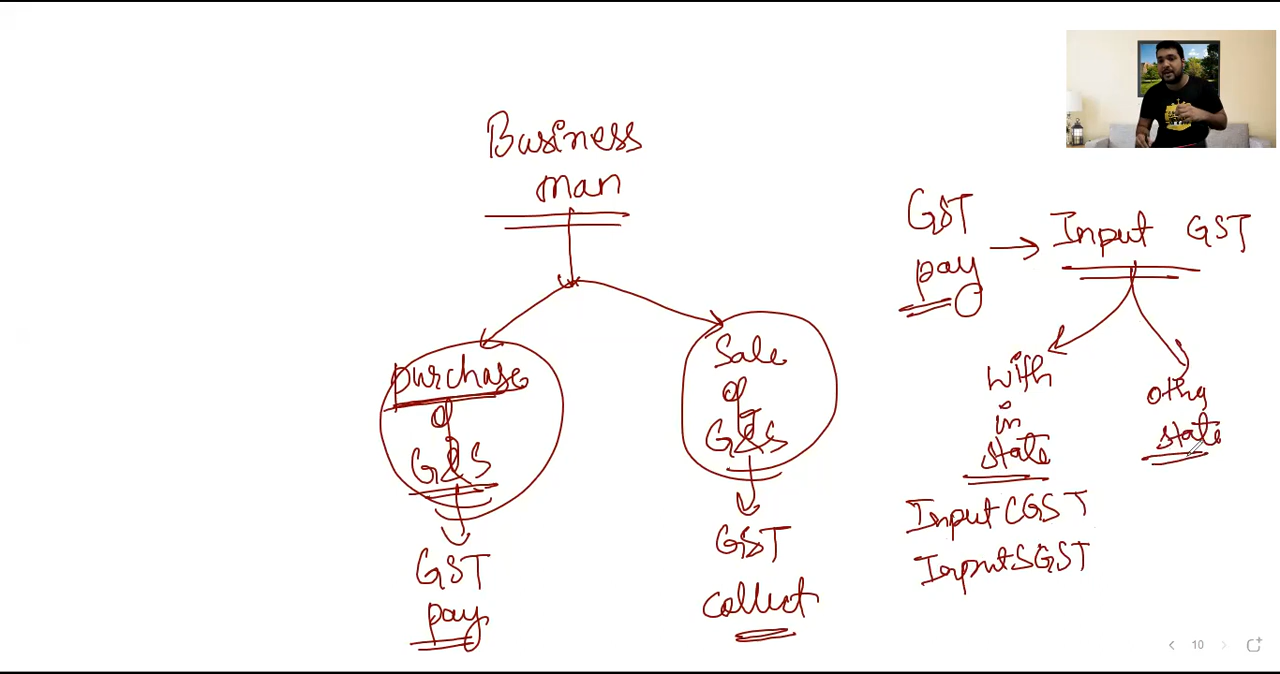 Business
man
purchase
of
G&S
GST
pay
Sale
of
G&S
GST
collect
GST
pay
Input GST
with
in
state
Input CGST
Input SGST
other
state
10